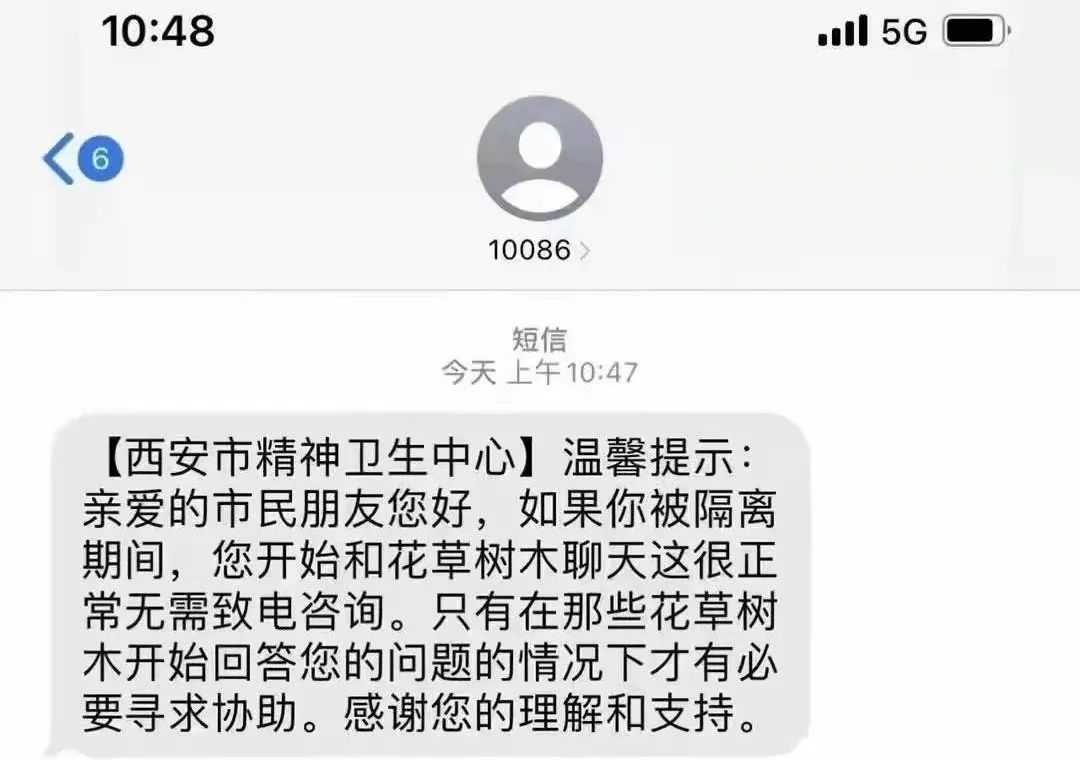 10:48
5G
6
10086
短信
今天 上午10:47
【西安市精神卫生中心】温馨提示：
亲爱的市民朋友您好，如果你被隔离
期间，您开始和花草树木聊天这很正
常无需致电咨询。只有在那些花草树
木开始回答您的问题的情况下才有必
要寻求协助。感谢您的理解和支持。